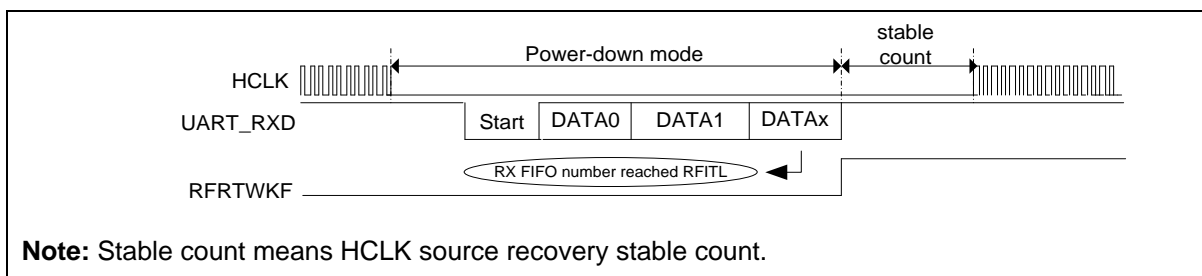 stable
count
Power-down mode
HCLK
UART_RXD
Start DATA0 DATA1 DATAx
RX FIFO number reached RFITL
RFRTWKF
Note: Stable count means HCLK source recovery stable count.